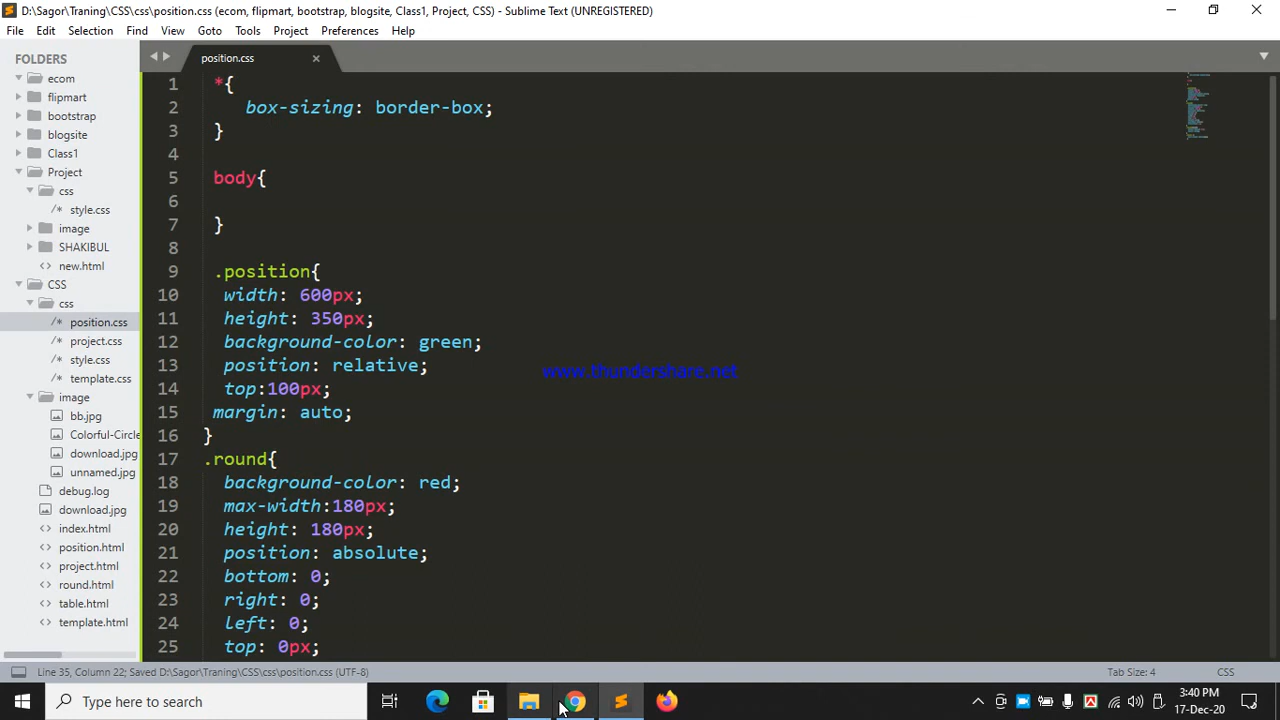 D:\Sagor\Traning\CSS\css\position.css (ecom, flipmart, bootstrap, blogsite, Class1, Project, CSS) - Sublime Text (UNREGISTERED)
File Edit Selection Find View Goto Tools Project Preferences Help
FOLDERS
ecom
flipmart
bootstrap
blogsite
Class1
Project
css
/* style.css
image
SHAKIBUL
<> new.html
CSS
css
/* position.css
/* project.css
/* style.css
/* template.css
image
bb.jpg
Colorful-Circle
download.jpg
unnamed.jpg
debug.log
download.jpg
<> index.html
<> position.html
<> project.html
<> round.html
<> table.html
<> template.html
position.css
1 *{
2 box-sizing: border-box;
3 }
4
5 body{
6
7 }
8
9 .position{
10 width: 600px;
11 height: 350px;
12 background-color: green;
13 position: relative;
14 top:100px;
15 margin: auto;
16 }
17 .round{
18 background-color: red;
19 max-width:180px;
20 height: 180px;
21 position: absolute;
22 bottom: 0;
23 right: 0;
24 left: 0;
25 top: 0px;
www.thundershare.net
Line 35, Column 22; Saved D:\Sagor\Traning\CSS\css\position.css (UTF-8)
Tab Size: 4
CSS
Type here to search
3:40 PM
17-Dec-20